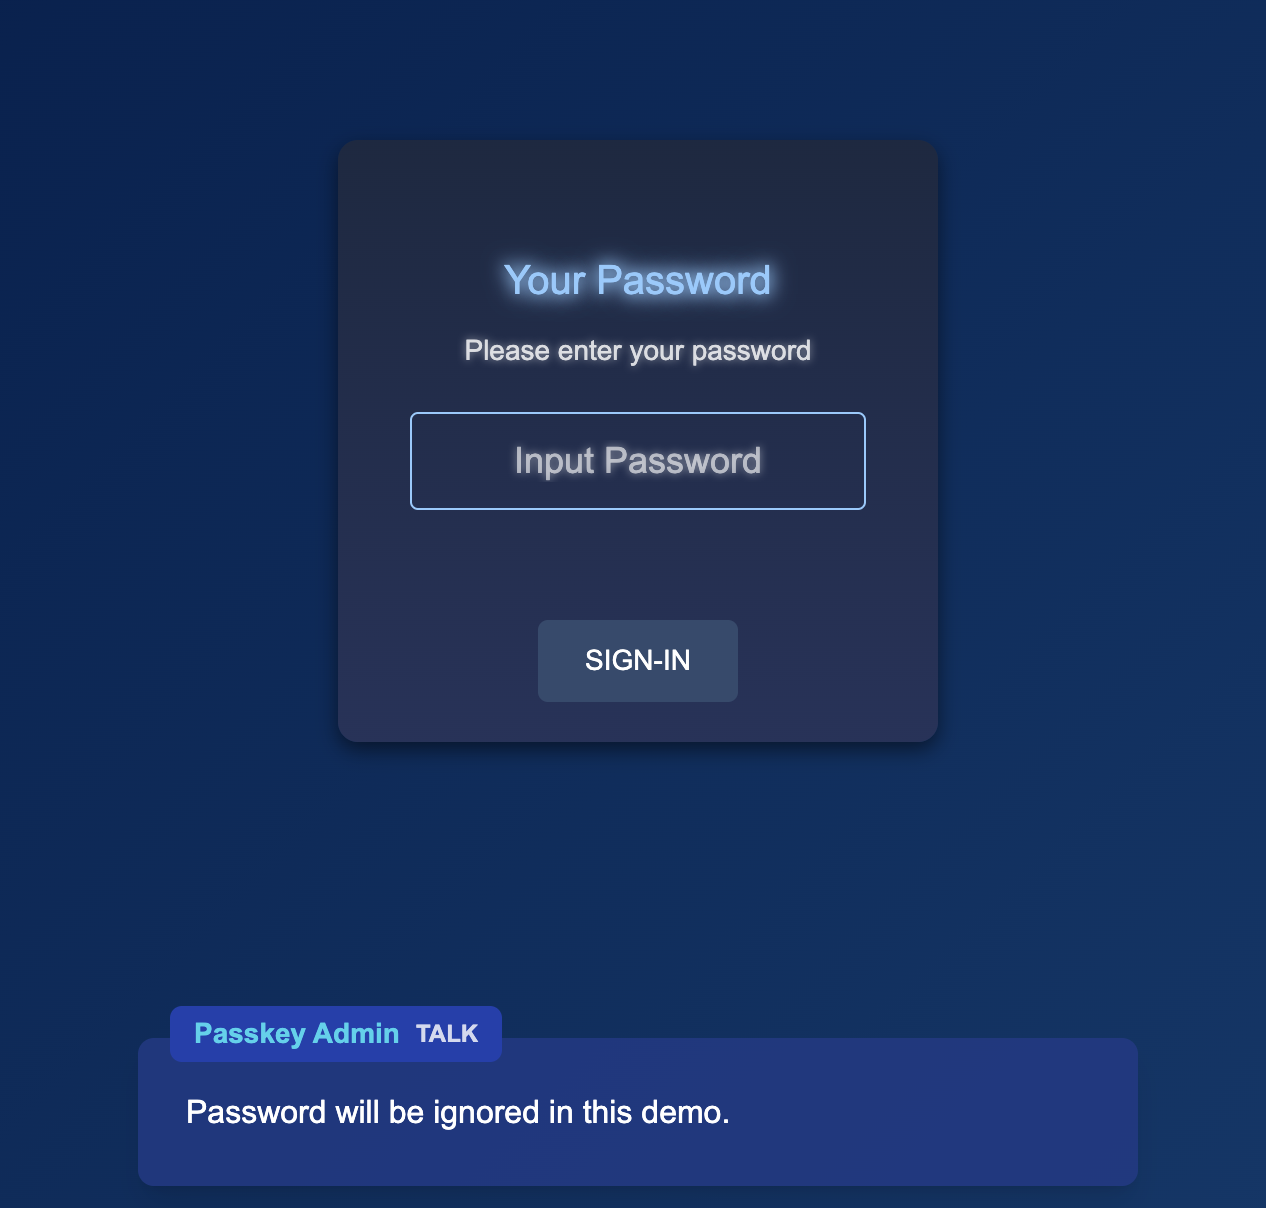 Your Password
Please enter your password
Input Password
SIGN-IN
Passkey Admin TALK
Password will be ignored in this demo.